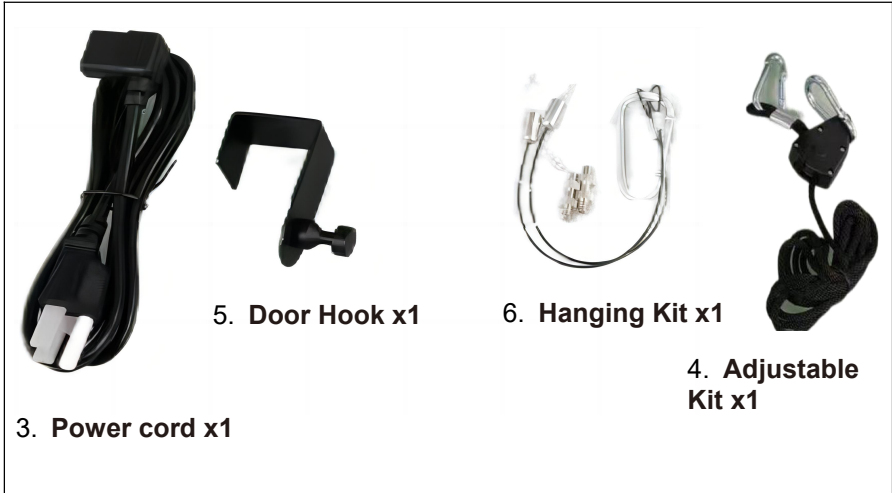 5. Door Hook x1
6. Hanging Kit x1
4. Adjustable
Kit x1
3. Power cord x1